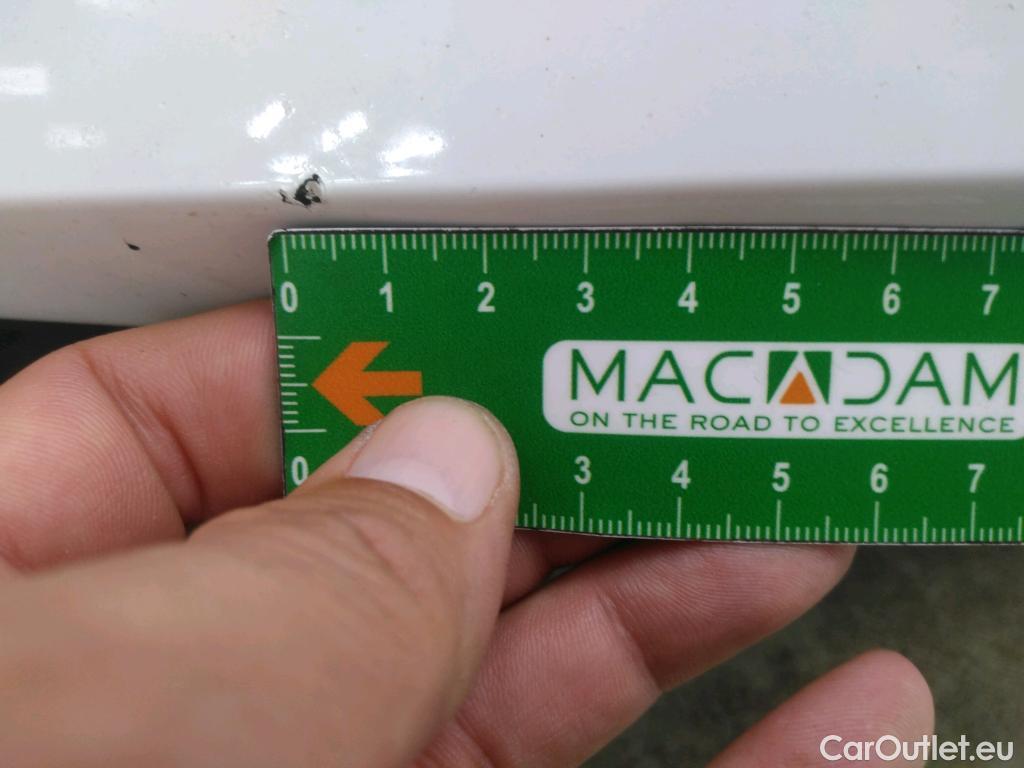 0 1 2 3 4 5 6 7
MACADAM
ON THE ROAD TO EXCELLENCE
0 3 4 5 6 7
CarOutlet.eu